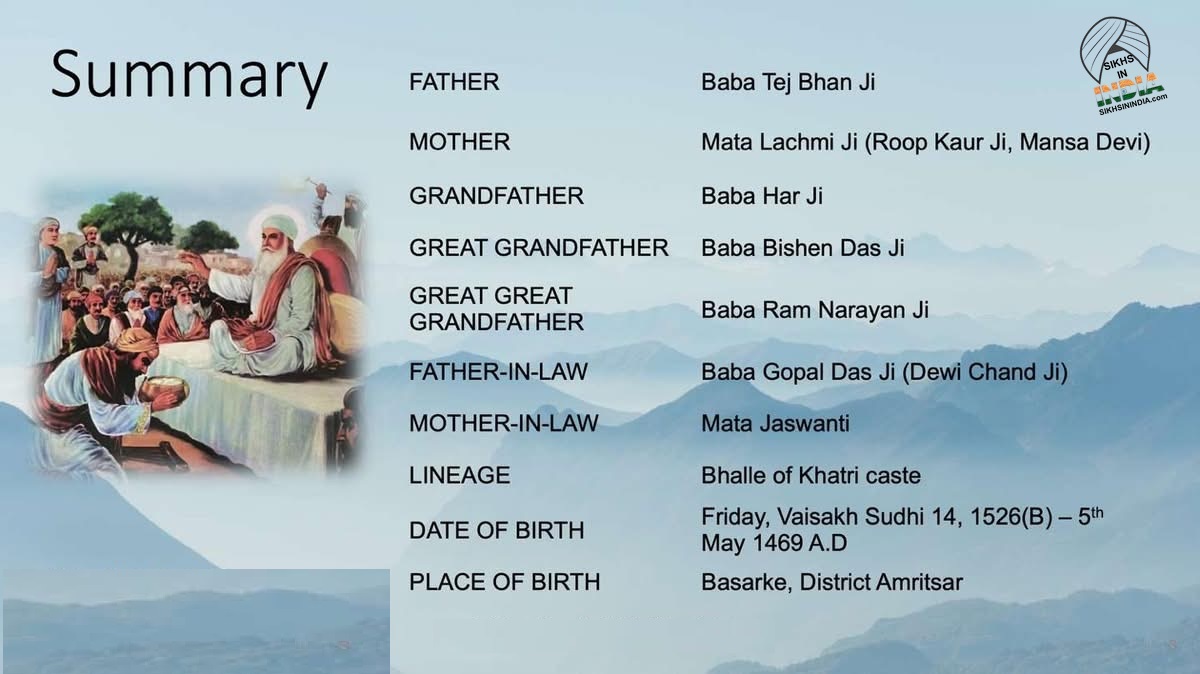 Summary
SIKHS
IN
INDIA
SIKHSININDIA.com
FATHER Baba Tej Bhan Ji
MOTHER Mata Lachmi Ji (Roop Kaur Ji, Mansa Devi)
GRANDFATHER Baba Har Ji
GREAT GRANDFATHER Baba Bishen Das Ji
GREAT GREAT
GRANDFATHER
Baba Ram Narayan Ji
FATHER-IN-LAW Baba Gopal Das Ji (Dewi Chand Ji)
MOTHER-IN-LAW Mata Jaswanti
LINEAGE Bhalle of Khatri caste
DATE OF BIRTH
Friday, Vaisakh Sudhi 14, 1526(B) – 5th
May 1469 A.D
PLACE OF BIRTH Basarke, District Amritsar